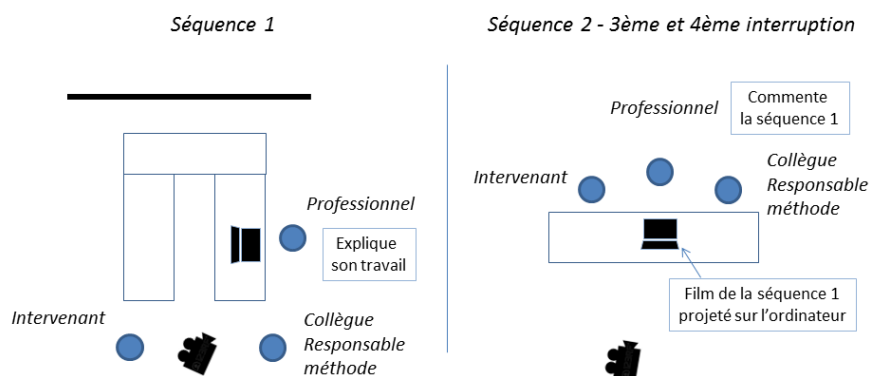 Séquence 1
Professionnel
Explique
son travail
Intervenant
Collègue
Responsable
méthode
Séquence 2 - 3ème et 4ème interruption
Professionnel
Commente
la séquence 1
Intervenant
Collègue
Responsable
méthode
Film de la séquence 1
projeté sur l’ordinateur